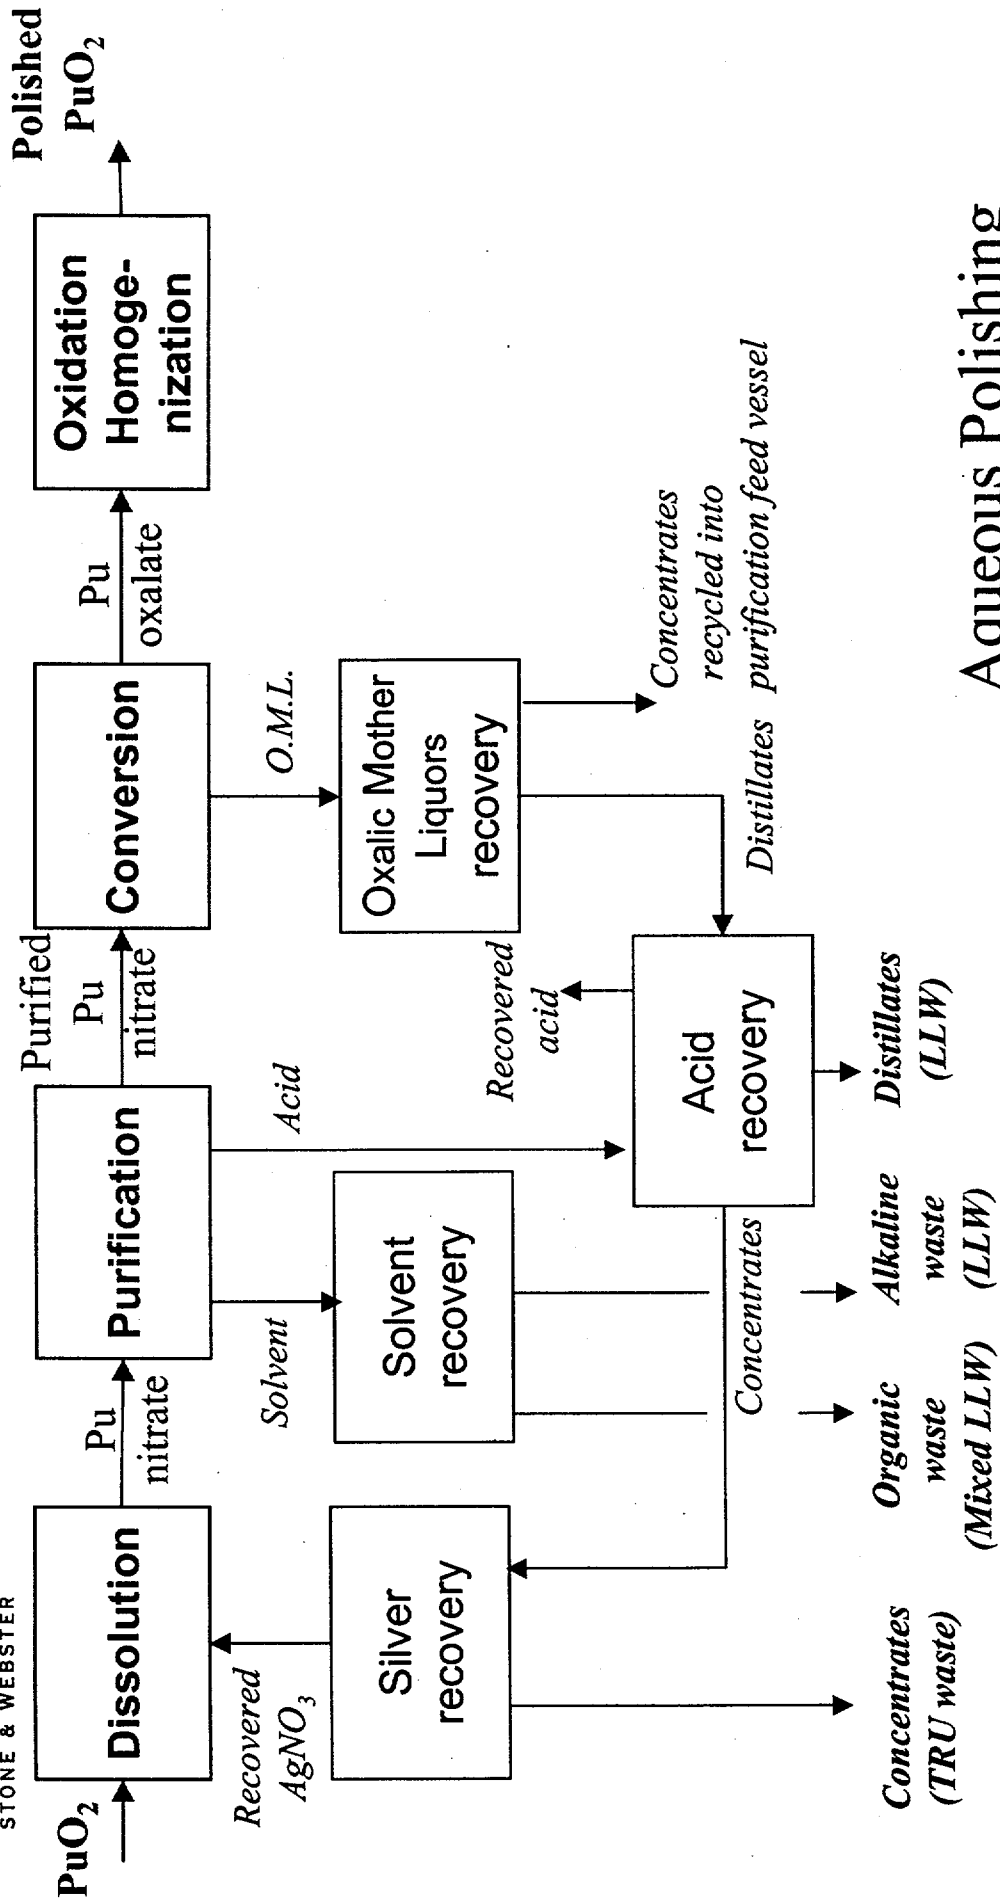 STONE & WEBSTER
PuO2
Dissolution
Pu
nitrate
Purification
Purified
Pu
nitrate
Conversion
Pu
oxalate
Oxidation
Homoge-
nization
Polished
PuO2
Recovered
AgNO3
Solvent
Acid
O.M.L.
Silver
recovery
Solvent
recovery
Oxalic Mother
Liquors
recovery
Recovered
acid
Acid
recovery
Concentrates
Distillates
Concentrates
recycled into
purification feed vessel
Concentrates
(TRU waste)
Organic
waste
(Mixed LLW)
Alkaline
waste
(LLW)
Distillates
(LLW)
Aqueous Polishing